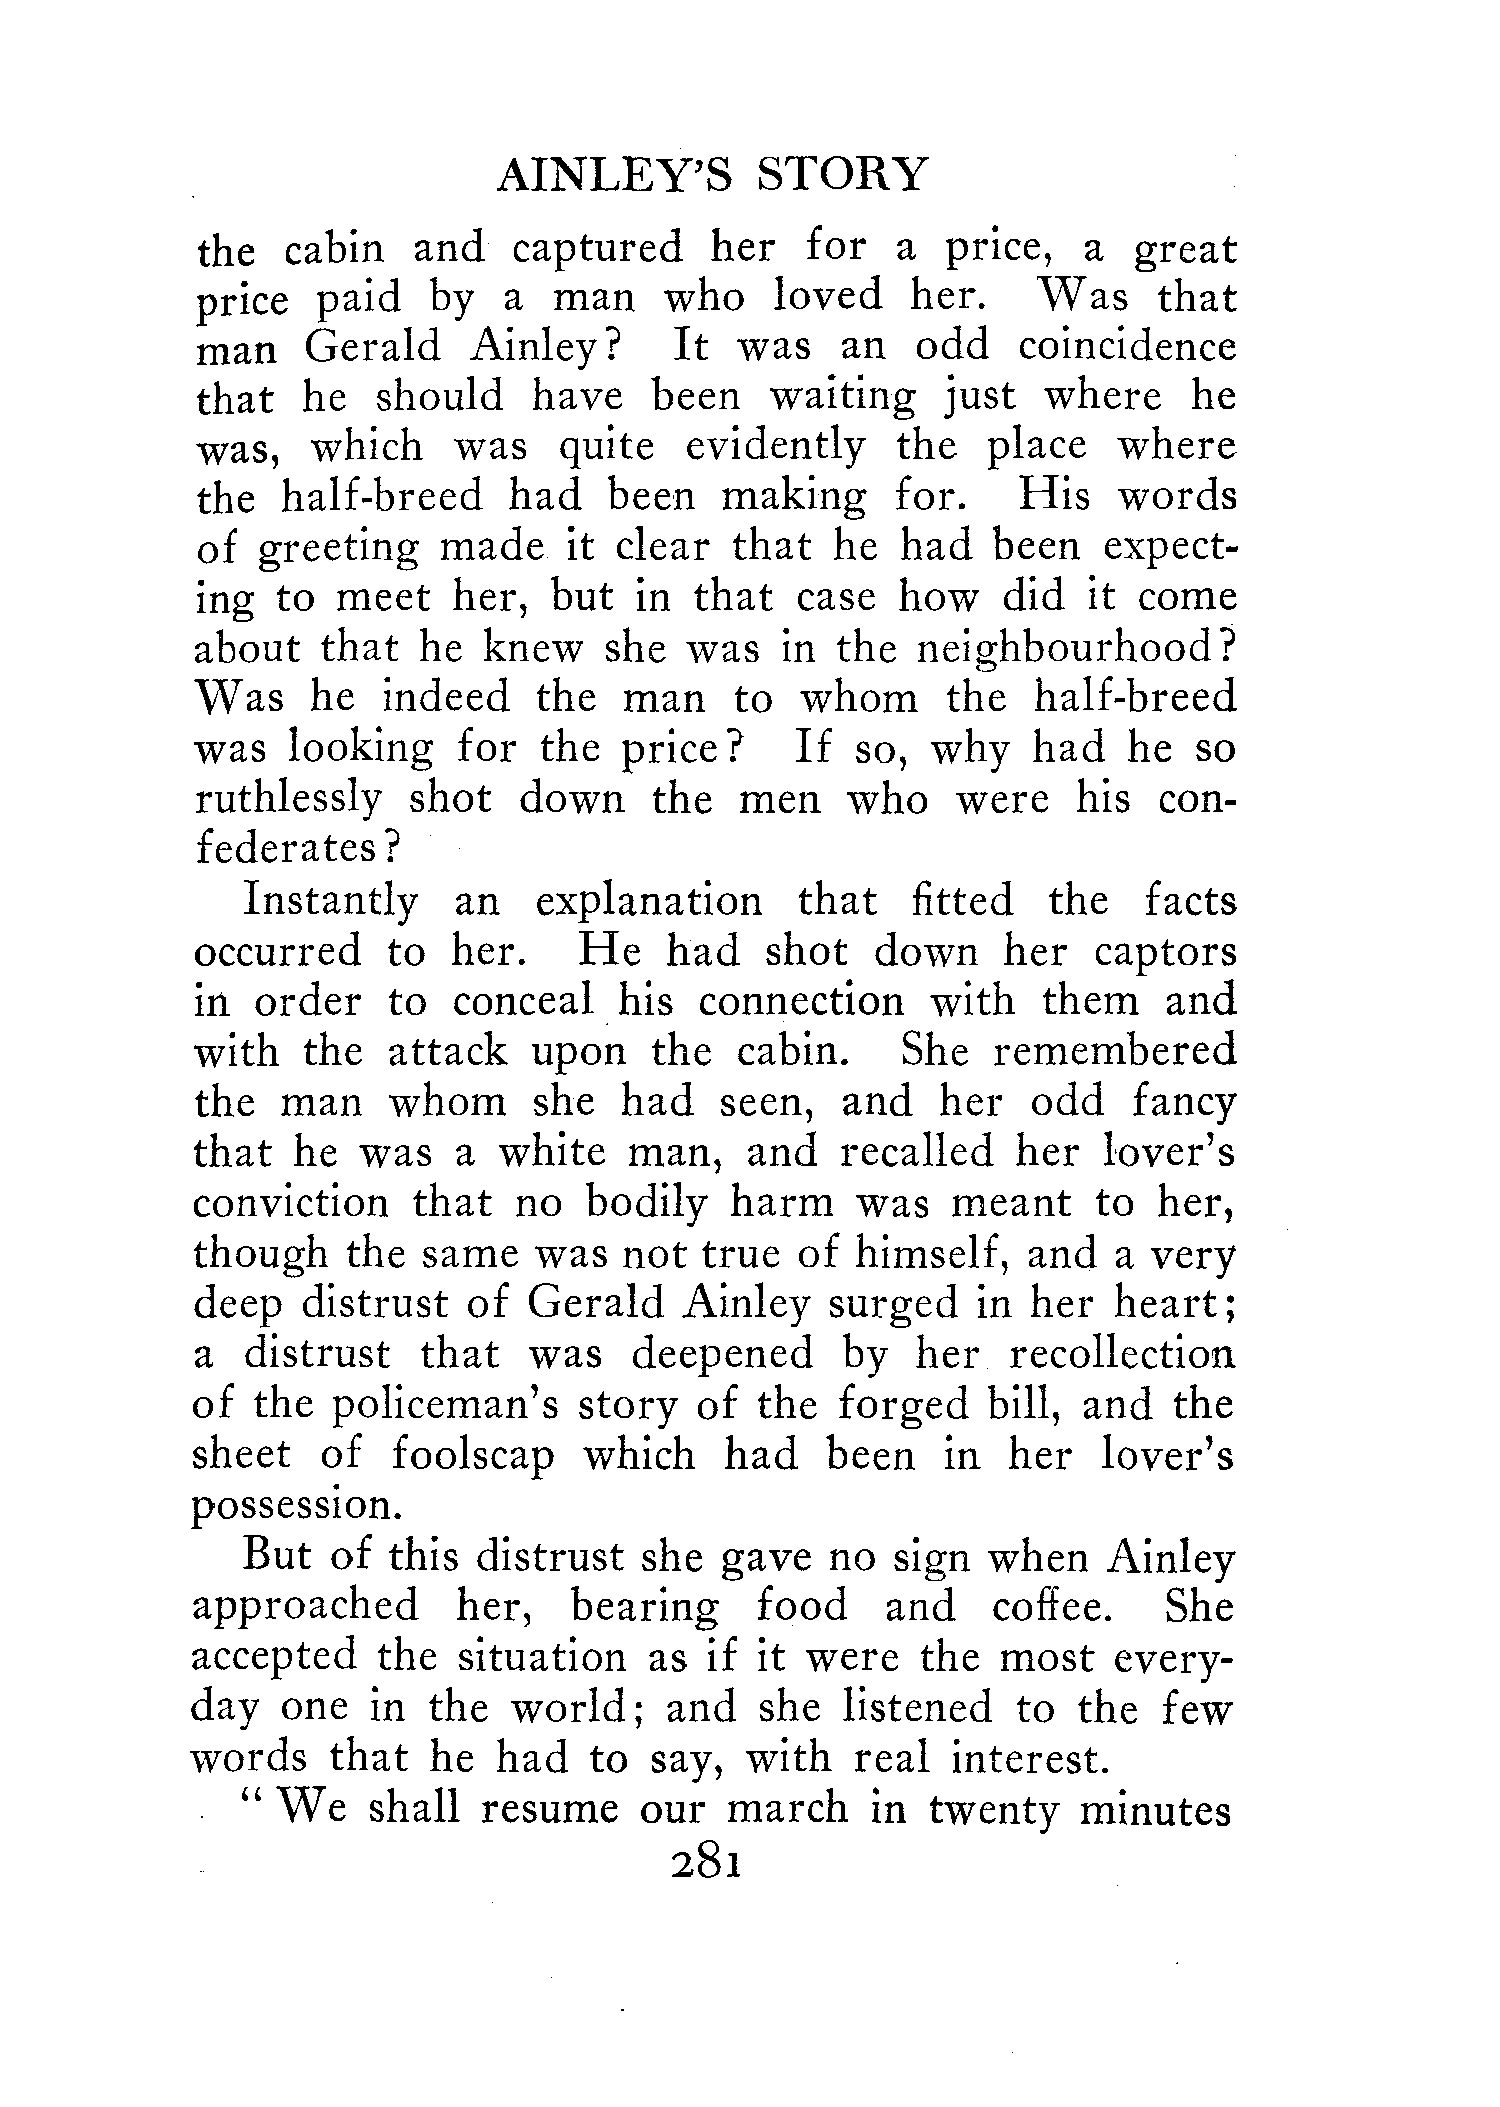 AINLEY'S STORY
the cabin and captured her for a price, a great
price paid by a man who loved her. Was that
man Gerald Ainley? It was an odd coincidence
that he should have been waiting just where he
was, which was quite evidently the place where
the half-breed had been making for. His words
of greeting made it clear that he had been expect-
ing to meet her, but in that case how did it come
about that he knew she was in the neighbourhood?
Was he indeed the man to whom the half-breed
was looking for the price? If so, why had he so
ruthlessly shot down the men who were his con-
federates?
Instantly an explanation that fitted the facts
occurred to her. He had shot down her captors
in order to conceal his connection with them and
with the attack upon the cabin. She remembered
the man whom she had seen, and her odd fancy
that he was a white man, and recalled her lover's
conviction that no bodily harm was meant to her,
though the same was not true of himself, and a very
deep distrust of Gerald Ainley surged in her heart;
a distrust that was deepened by her recollection
of the policeman's story of the forged bill, and the
sheet of foolscap which had been in her lover's
possession.
But of this distrust she gave no sign when Ainley
approached her, bearing food and coffee. She
accepted the situation as if it were the most every-
day one in the world; and she listened to the few
words that he had to say, with real interest.
" We shall resume our march in twenty minutes
281